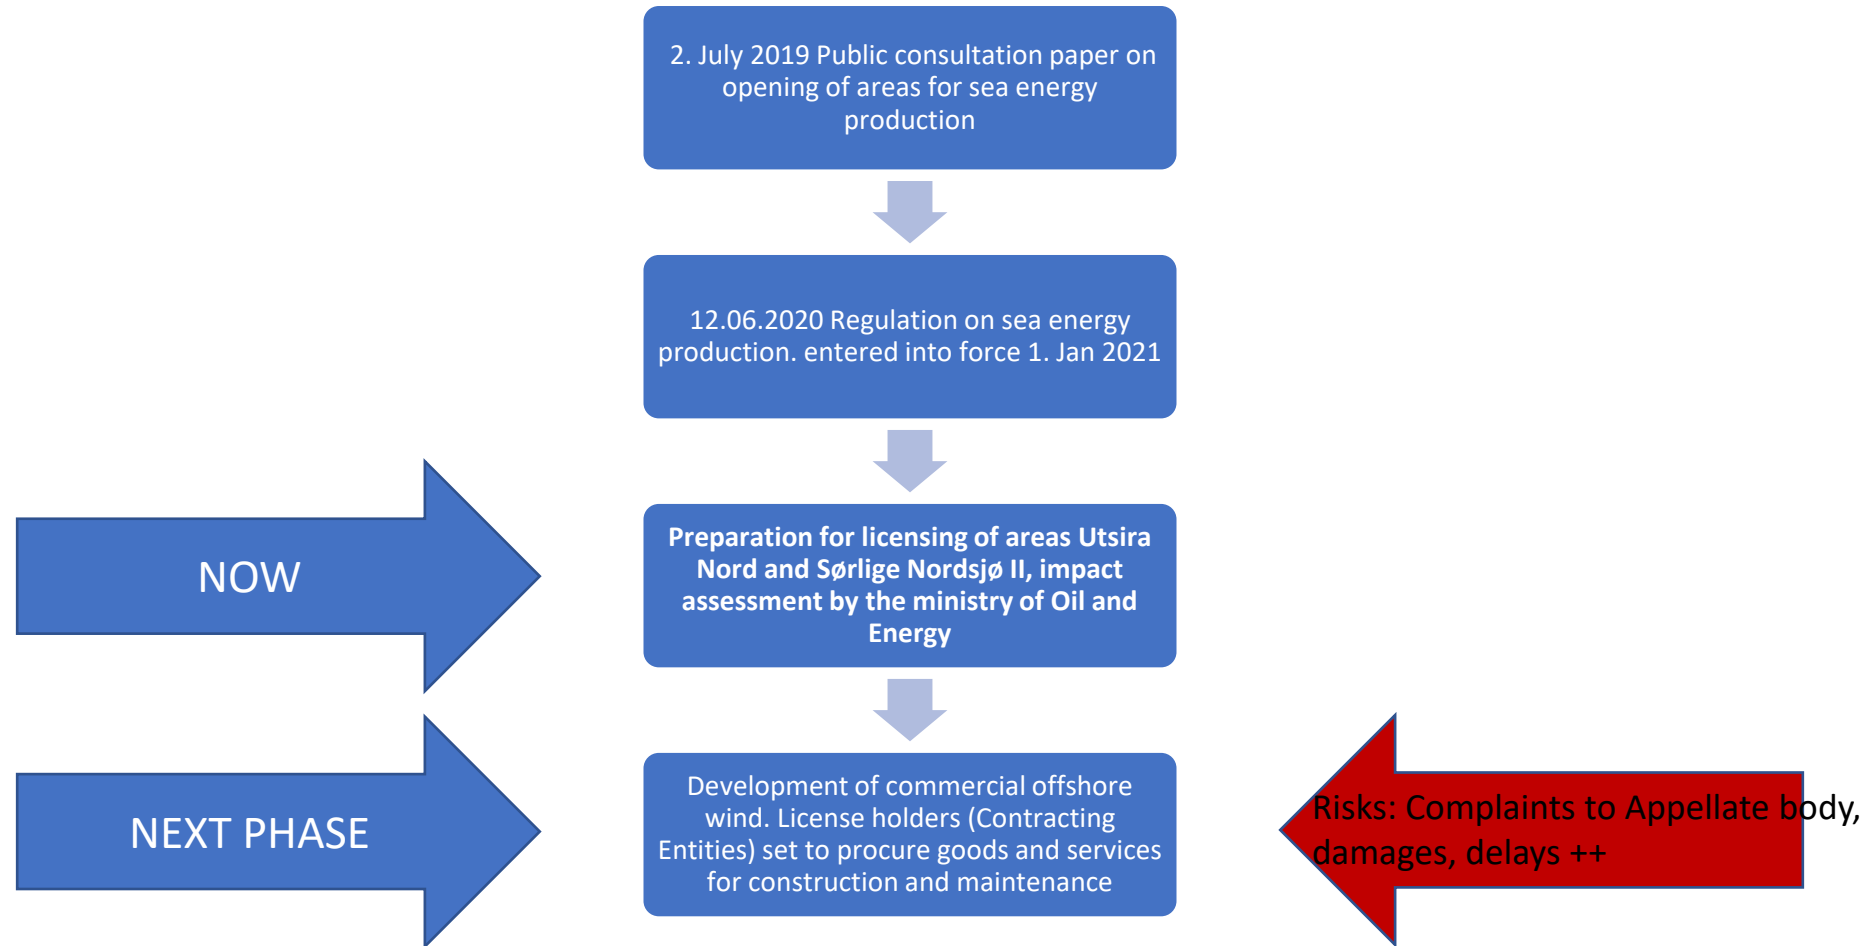 2. July 2019 Public consultation paper on
opening of areas for sea energy
production
12.06.2020 Regulation on sea energy
production. entered into force 1. Jan 2021
NOW
Preparation for licensing of areas Utsira
Nord and Sørlige Nordsjø II, impact
assessment by the ministry of Oil and
Energy
NEXT PHASE
Development of commercial offshore
wind. License holders (Contracting
Entities) set to procure goods and services
for construction and maintenance
Risks: Complaints to Appellate body,
damages, delays ++